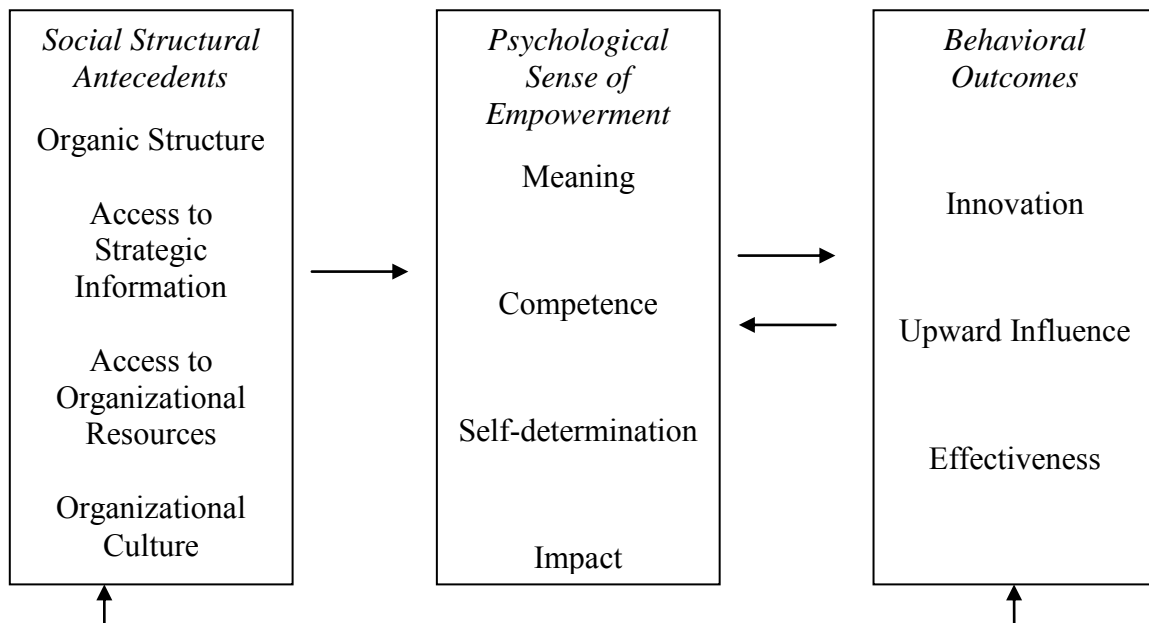 Social Structural
Antecedents
Organic Structure
Access to
Strategic
Information
Access to
Organizational
Resources
Organizational
Culture
Psychological
Sense of
Empowerment
Meaning
Competence
Self-determination
Impact
Behavioral
Outcomes
Innovation
Upward Influence
Effectiveness